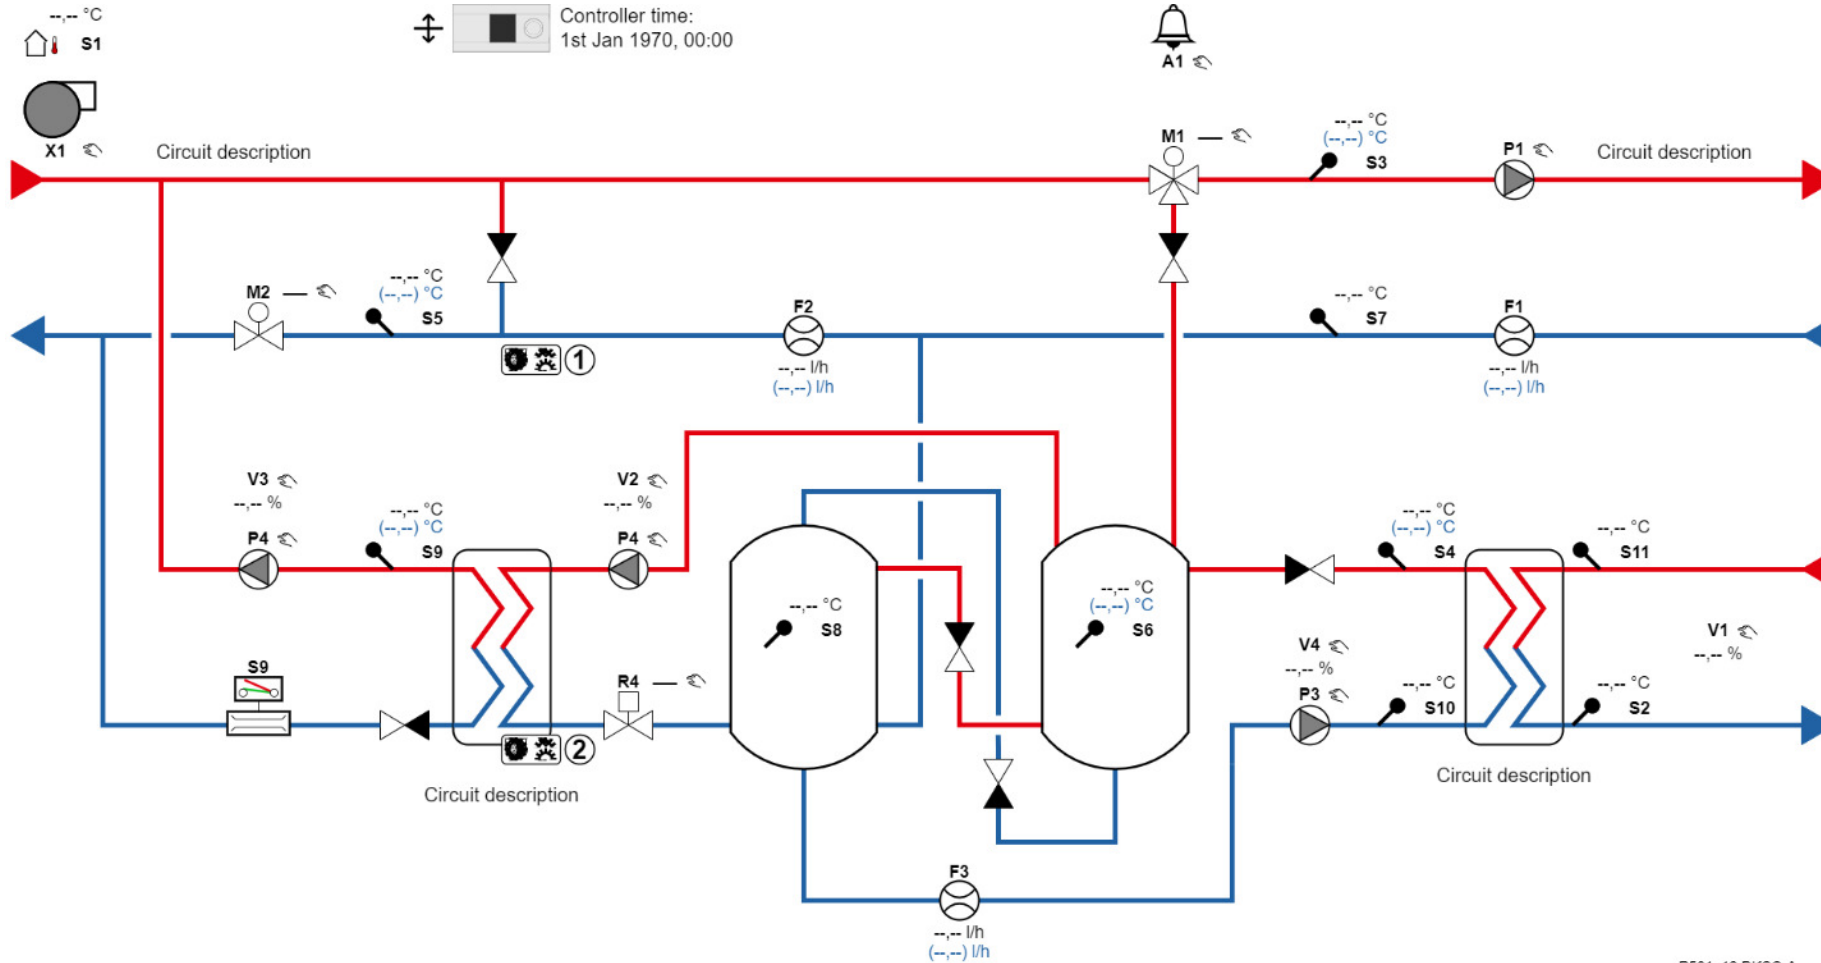 --,-- °C
S1
Controller time:
1st Jan 1970, 00:00
A1
X1
Circuit description
M1 —
--,-- °C
(--,--) °C
S3
P1
Circuit description
M2 —
--,-- °C
(--,--) °C
S5
F2
--,-- l/h
(--,--) l/h
--,-- °C
S7
F1
--,-- l/h
(--,--) l/h
1
V3
--,-- %
P4
--,-- °C
(--,--) °C
S9
V2
--,-- %
P4
--,-- °C
S8
--,-- °C
(--,--) °C
S6
--,-- °C
(--,--) °C
S4
--,-- °C
S11
S9
R4 —
V4
--,-- %
P3
--,-- °C
S10
--,-- °C
S2
V1
--,-- %
2
Circuit description
Circuit description
F3
--,-- l/h
(--,--) l/h